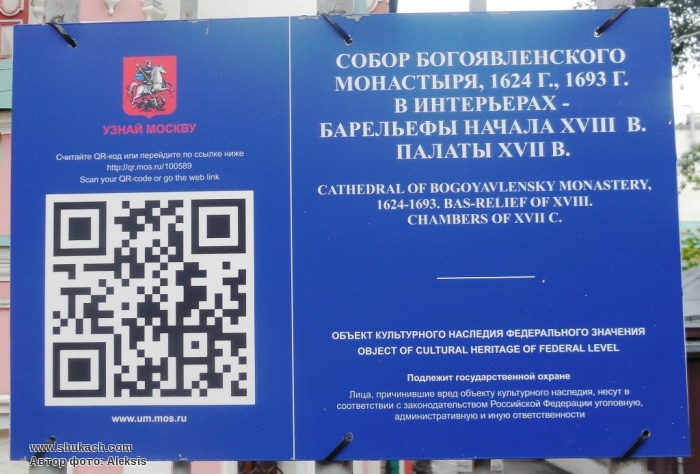 УЗНАЙ МОСКВУ
Считайте QR-код или перейдите по ссылке ниже
http://qr.mos.ru/100589
Scan your QR-code or go the web link
www.um.mos.ru
СОБОР БОГОЯВЛЕНСКОГО
МОНАСТЫРЯ, 1624 Г., 1693 Г.
В ИНТЕРЬЕРАХ -
БАРЕЛЬЕФЫ НАЧАЛА XVIII В.
ПАЛАТЫ XVII В.
CATHEDRAL OF BOGOYAVLENSKY MONASTERY,
1624-1693. BAS-RELIEF OF XVIII.
CHAMBERS OF XVII C.
ОБЪЕКТ КУЛЬТУРНОГО НАСЛЕДИЯ ФЕДЕРАЛЬНОГО ЗНАЧЕНИЯ
OBJECT OF CULTURAL HERITAGE OF FEDERAL LEVEL
Подлежит государственной охране
Лица, причинившие вред объекту культурного наследия, несут в
соответствии с законодательством Российской Федерации уголовную,
административную и иную ответственности
www.shukach.com
Автор фото: Aleksis